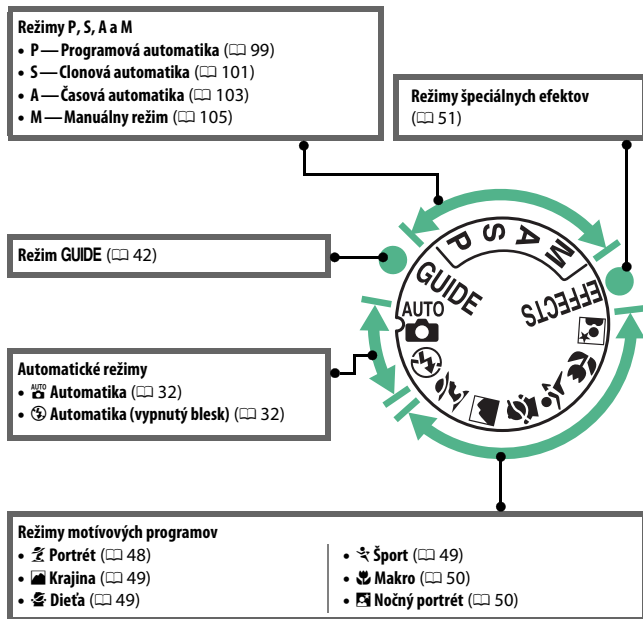 Režimy P, S, A a M
• P — Programová automatika (📖 99)
• S — Clonová automatika (📖 101)
• A — Časová automatika (📖 103)
• M — Manuálny režim (📖 105)
Režimy špeciálnych efektov
(📖 51)
Režim GUIDE (📖 42)
Automatické režimy
• AUTO Automatika (📖 32)
• Automatika (vypnutý blesk) (📖 32)
P S A M
GUIDE
EFFECTS
AUTO
Režimy motívových programov
• Portrét (📖 48)
• Krajina (📖 49)
• Dieťa (📖 49)
• Šport (📖 49)
• Makro (📖 50)
• Nočný portrét (📖 50)